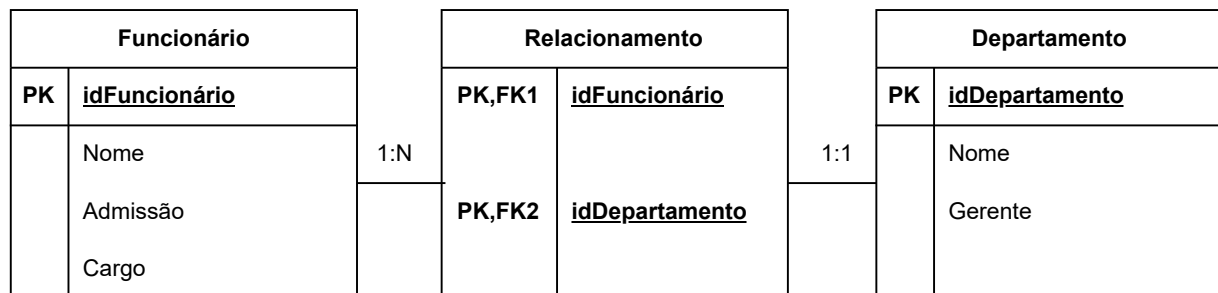 Funcionário
PK idFuncionário
Nome
Admissão
Cargo
1:N
Relacionamento
PK,FK1 idFuncionário
PK,FK2 idDepartamento
1:1
Departamento
PK idDepartamento
Nome
Gerente